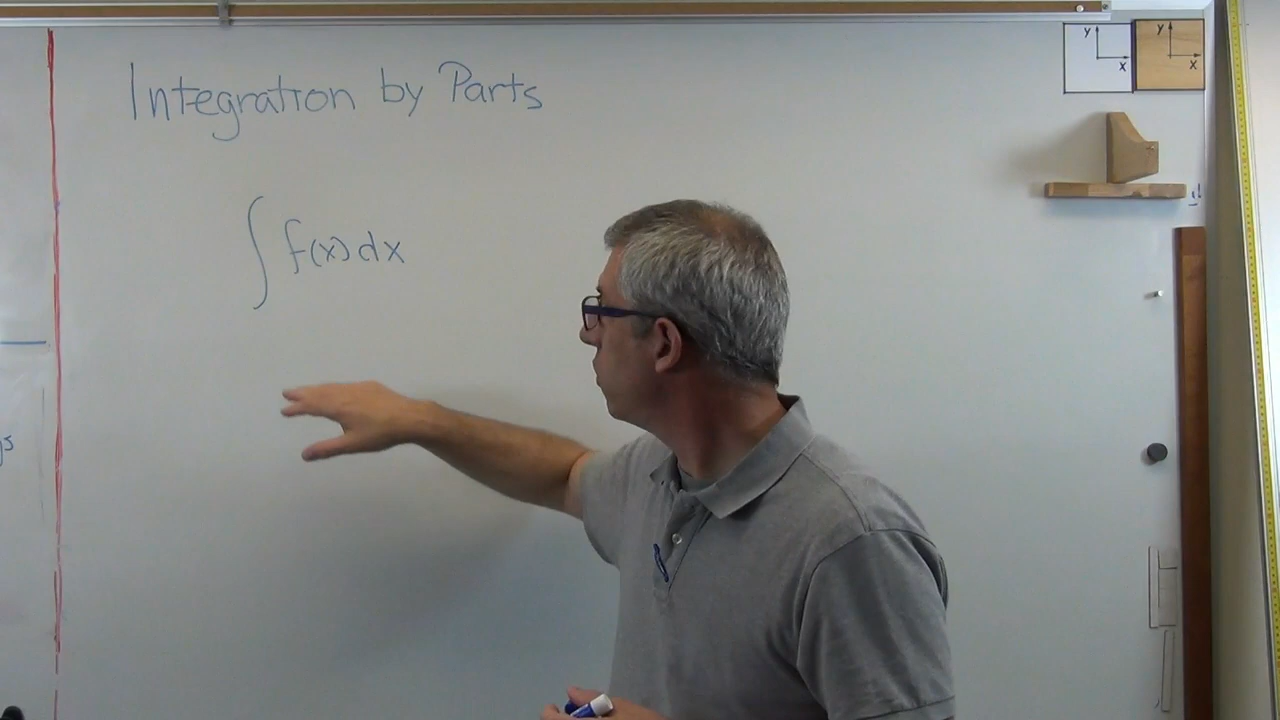 Integration by Parts
∫ f(x) dx
y
x
y
x